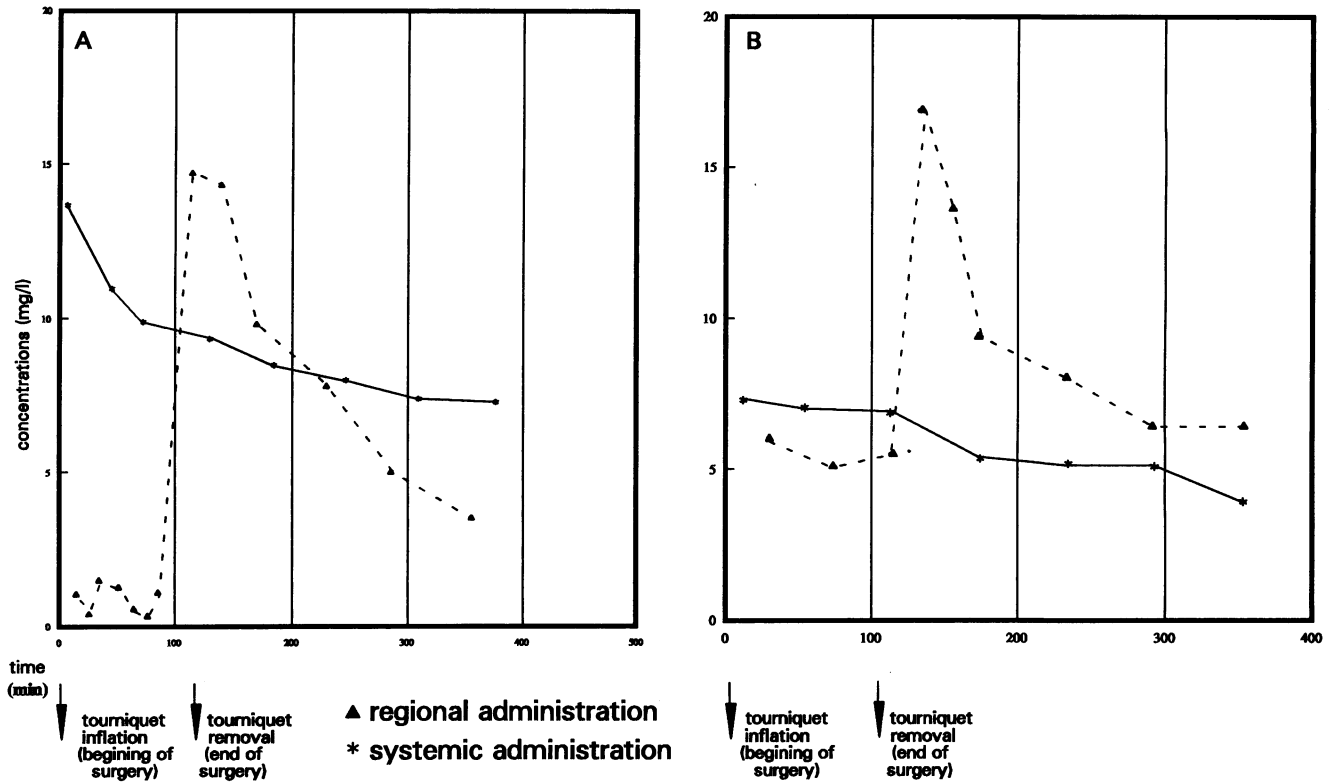 A
20
15
10
5
0
concentrations (mg/l)
0 100 200 300 400 500
time
(min)
tourniquet
inflation
(begining of
surgery)
tourniquet
removal
(end of
surgery)
▲ regional administration
* systemic administration
B
20
15
10
5
0
0 100 200 300 400
tourniquet
inflation
(begining of
surgery)
tourniquet
removal
(end of
surgery)